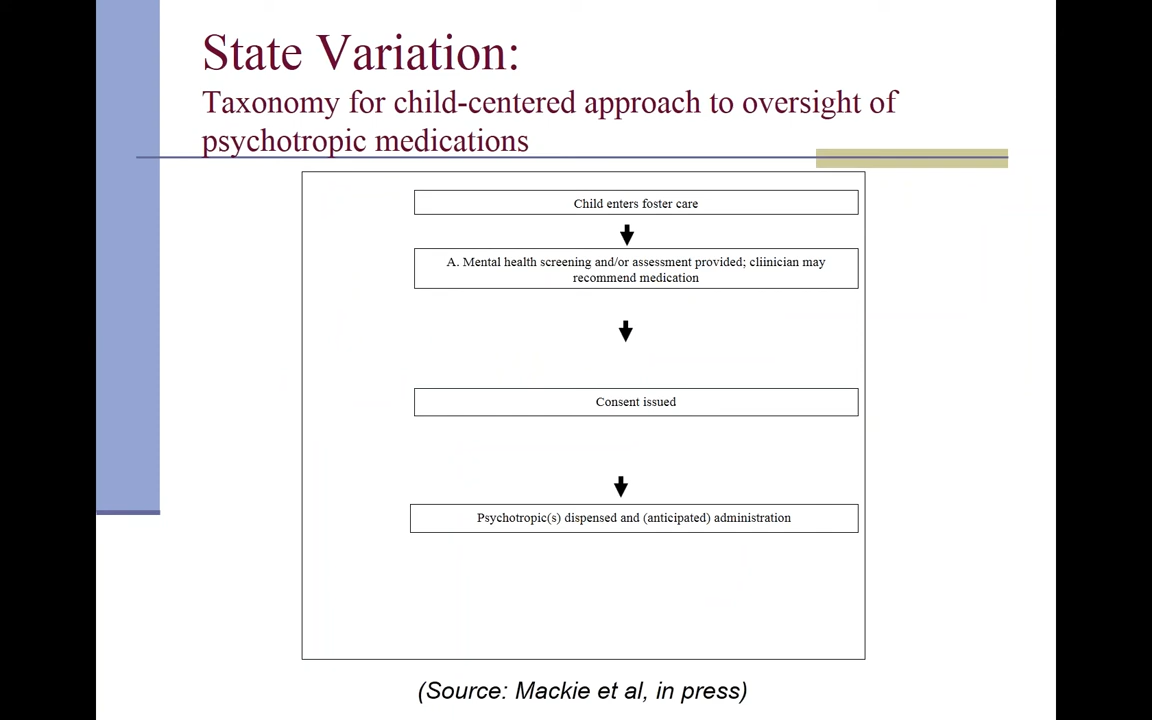 State Variation:
Taxonomy for child-centered approach to oversight of
psychotropic medications
Child enters foster care
A. Mental health screening and/or assessment provided; cliinician may
recommend medication
Consent issued
Psychotropic(s) dispensed and (anticipated) administration
(Source: Mackie et al, in press)